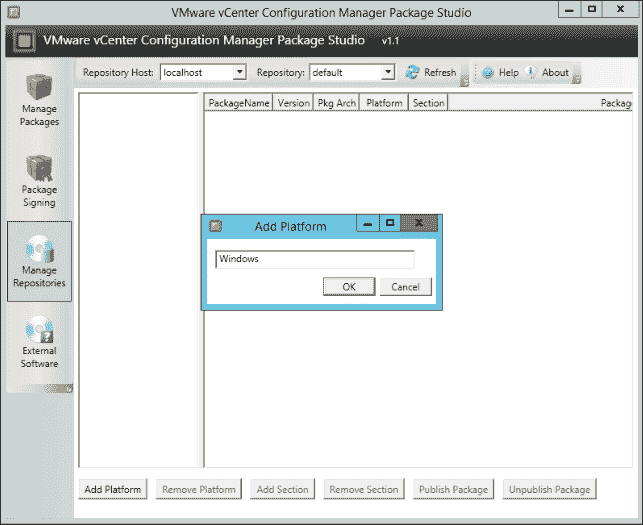 VMware vCenter Configuration Manager Package Studio
VMware vCenter Configuration Manager Package Studio v1.1
Repository Host: localhost Repository: default Refresh Help About
Manage
Packages
Package
Signing
Manage
Repositories
External
Software
PackageName Version Pkg Arch Platform Section Packag
Add Platform
Windows
OK Cancel
Add Platform Remove Platform Add Section Remove Section Publish Package Unpublish Package